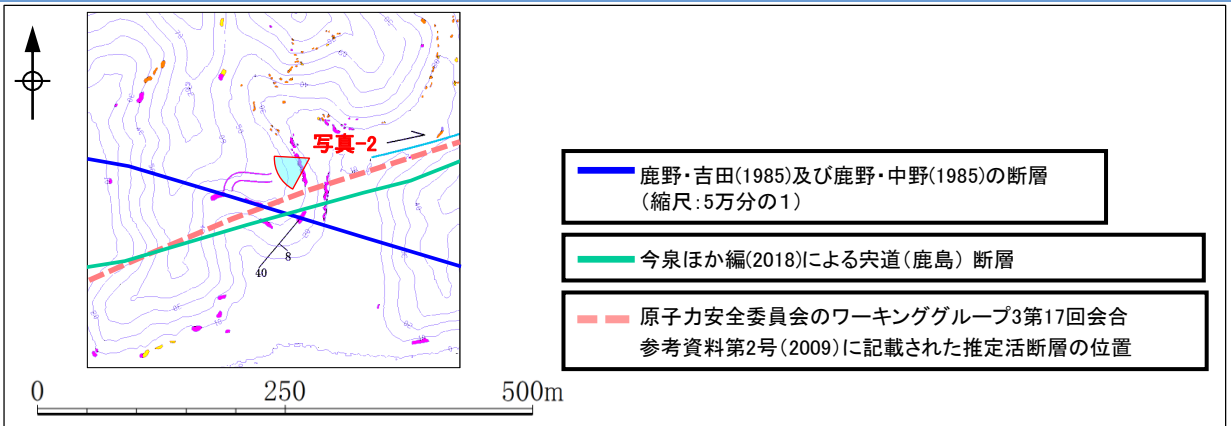 写真-2
8
40
鹿野・吉田(1985)及び鹿野・中野(1985)の断層
(縮尺:5万分の1)
今泉ほか編(2018)による宍道(鹿島) 断層
原子力安全委員会のワーキンググループ3第17回会合
参考資料第2号(2009)に記載された推定活断層の位置
0 250 500m